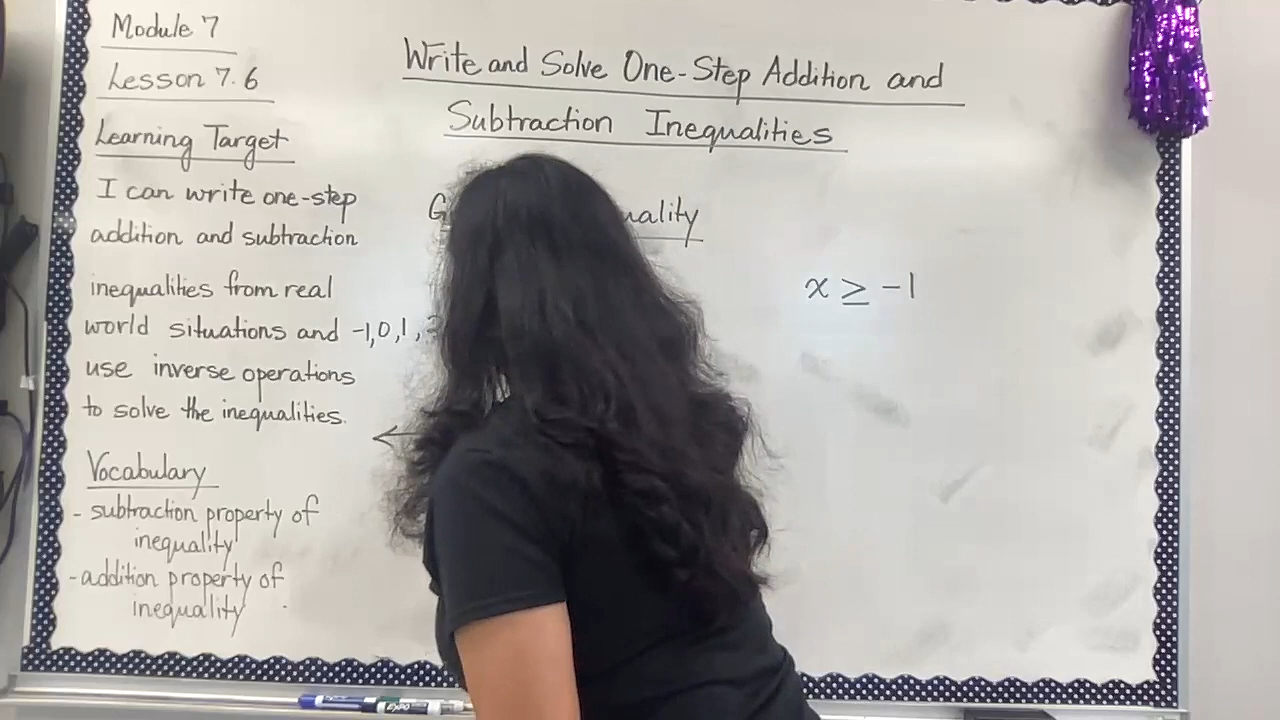 Module 7
Lesson 7.6
Learning Target
I can write one-step
addition and subtraction
inequalities from real
world situations and
use inverse operations
to solve the inequalities.
Vocabulary
- subtraction property of
inequality
- addition property of
inequality
Write and Solve One-Step Addition and
Subtraction Inequalities
x ≥ -1
-1,0,1,
EXPO